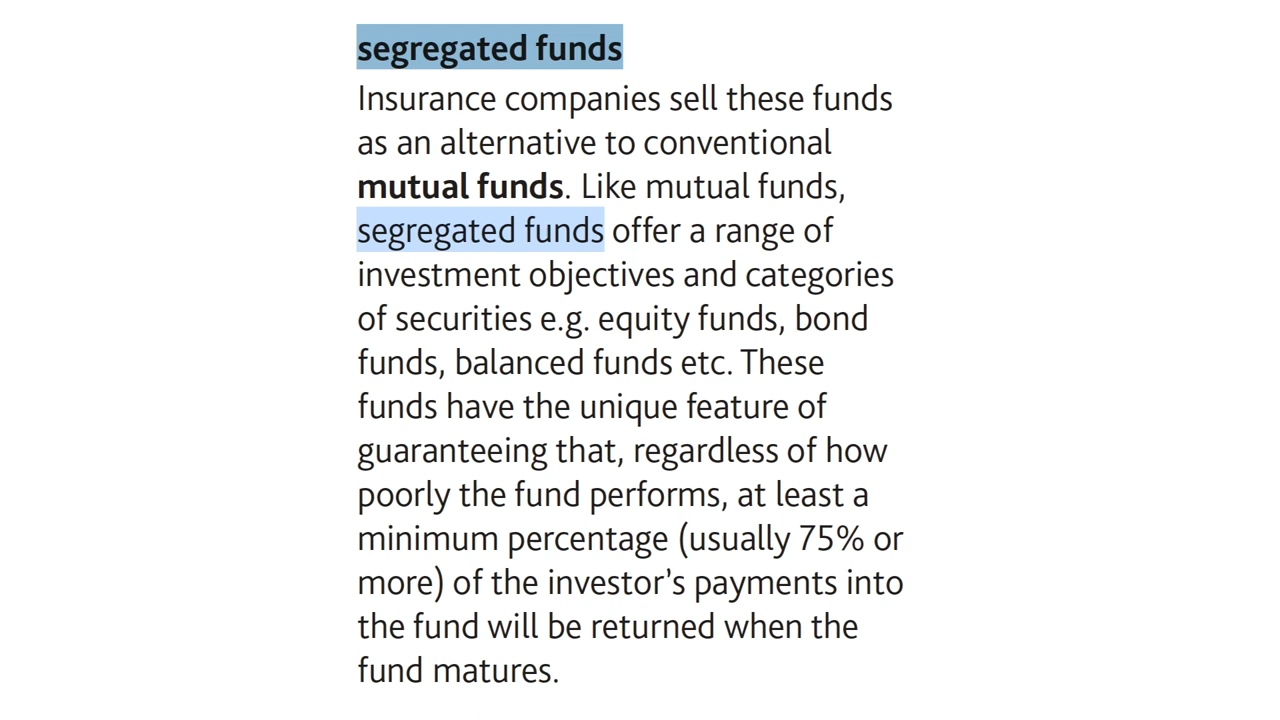 segregated funds
Insurance companies sell these funds
as an alternative to conventional
mutual funds. Like mutual funds,
segregated funds offer a range of
investment objectives and categories
of securities e.g. equity funds, bond
funds, balanced funds etc. These
funds have the unique feature of
guaranteeing that, regardless of how
poorly the fund performs, at least a
minimum percentage (usually 75% or
more) of the investor’s payments into
the fund will be returned when the
fund matures.